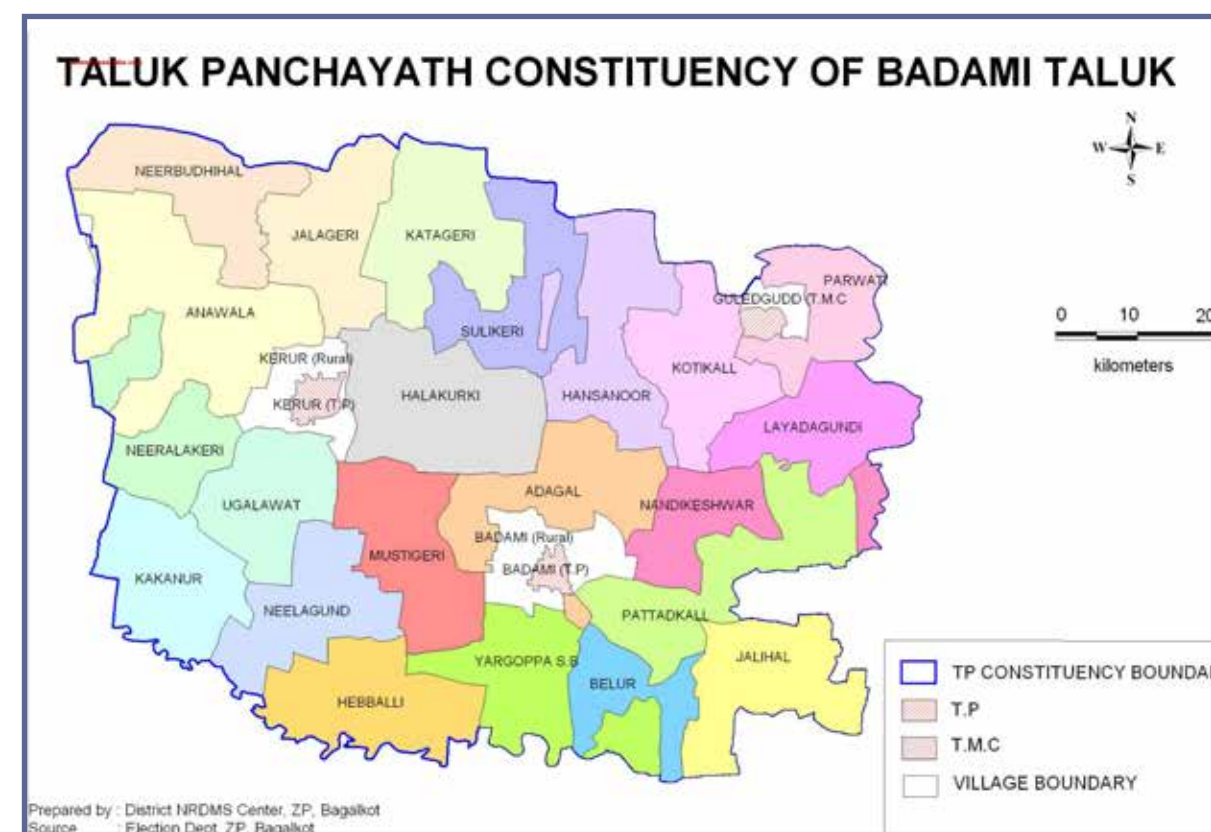 TALUK PANCHAYATH CONSTITUENCY OF BADAMI TALUK
N
W E
S
NEERBUDHIHAL
JALAGERI
KATAGERI
PARWATI
GULEDGUDD (T.M.C
ANAWALA
SULIKERI
0 10 20
kilometers
KERUR (Rural)
KOTIKALL
HALAKURKI
HANSANOOR
KERUR (T.P)
LAYADAGUNDI
NEERALAKERI
ADAGAL
UGALAWAT
NANDIKESHWAR
BADAMI (Rural)
MUSTIGERI
BADAMI (T.P)
KAKANUR
NEELAGUND
PATTADKALL
YARGOPPA S.B
JALIHAL
BELUR
HEBBALLI
TP CONSTITUENCY BOUNDAR
T.P
T.M.C
VILLAGE BOUNDARY
Prepared by : District NRDMS Center, ZP, Bagalkot
Source : Election Dept. ZP, Bagalkot